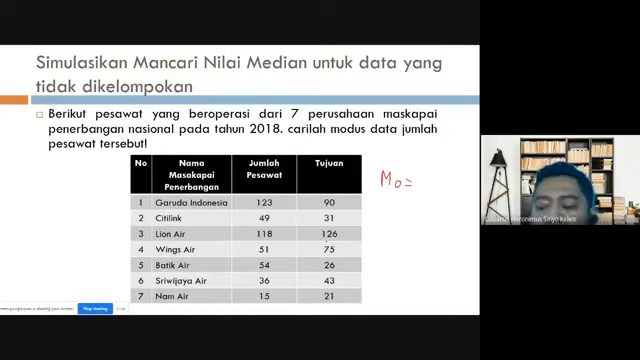 Simulasikan Mancari Nilai Median untuk data yang
tidak dikelompokan
Berikut pesawat yang beroperasi dari 7 perusahaan maskapai
penerbangan nasional pada tahun 2018. carilah modus data jumlah
pesawat tersebut!
No Nama Masakapai Penerbangan Jumlah Pesawat Tujuan
1 Garuda Indonesia 123 90
2 Citilink 49 31
3 Lion Air 118 126
4 Wings Air 51 75
5 Batik Air 54 26
6 Sriwijaya Air 36 43
7 Nam Air 15 21
Mo=
Hieronimus Sinyo Kelen
Stop sharing